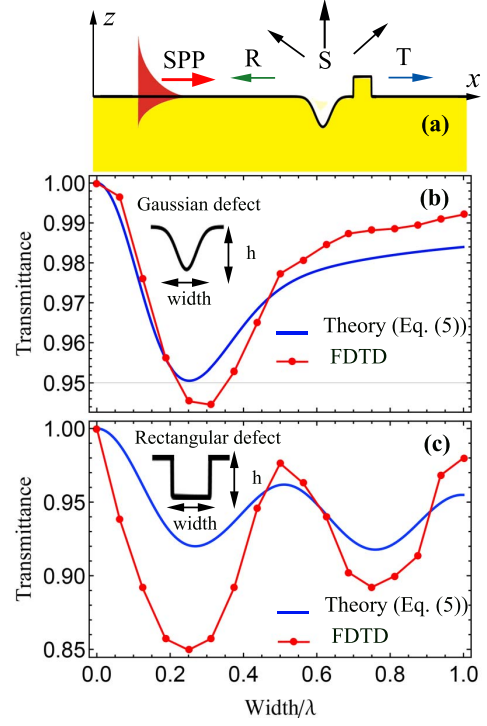 z
SPP
R
S
T
x
(a)
1.00
(b)
Gaussian defect
0.99
h
0.98
width
0.97
Theory (Eq. (5))
0.96
FDTD
0.95
Transmittance
1.00
(c)
Rectangular defect
h
0.95
width
0.90
Theory (Eq. (5))
FDTD
0.85
Transmittance
0.0 0.2 0.4 0.6 0.8 1.0
Width/λ